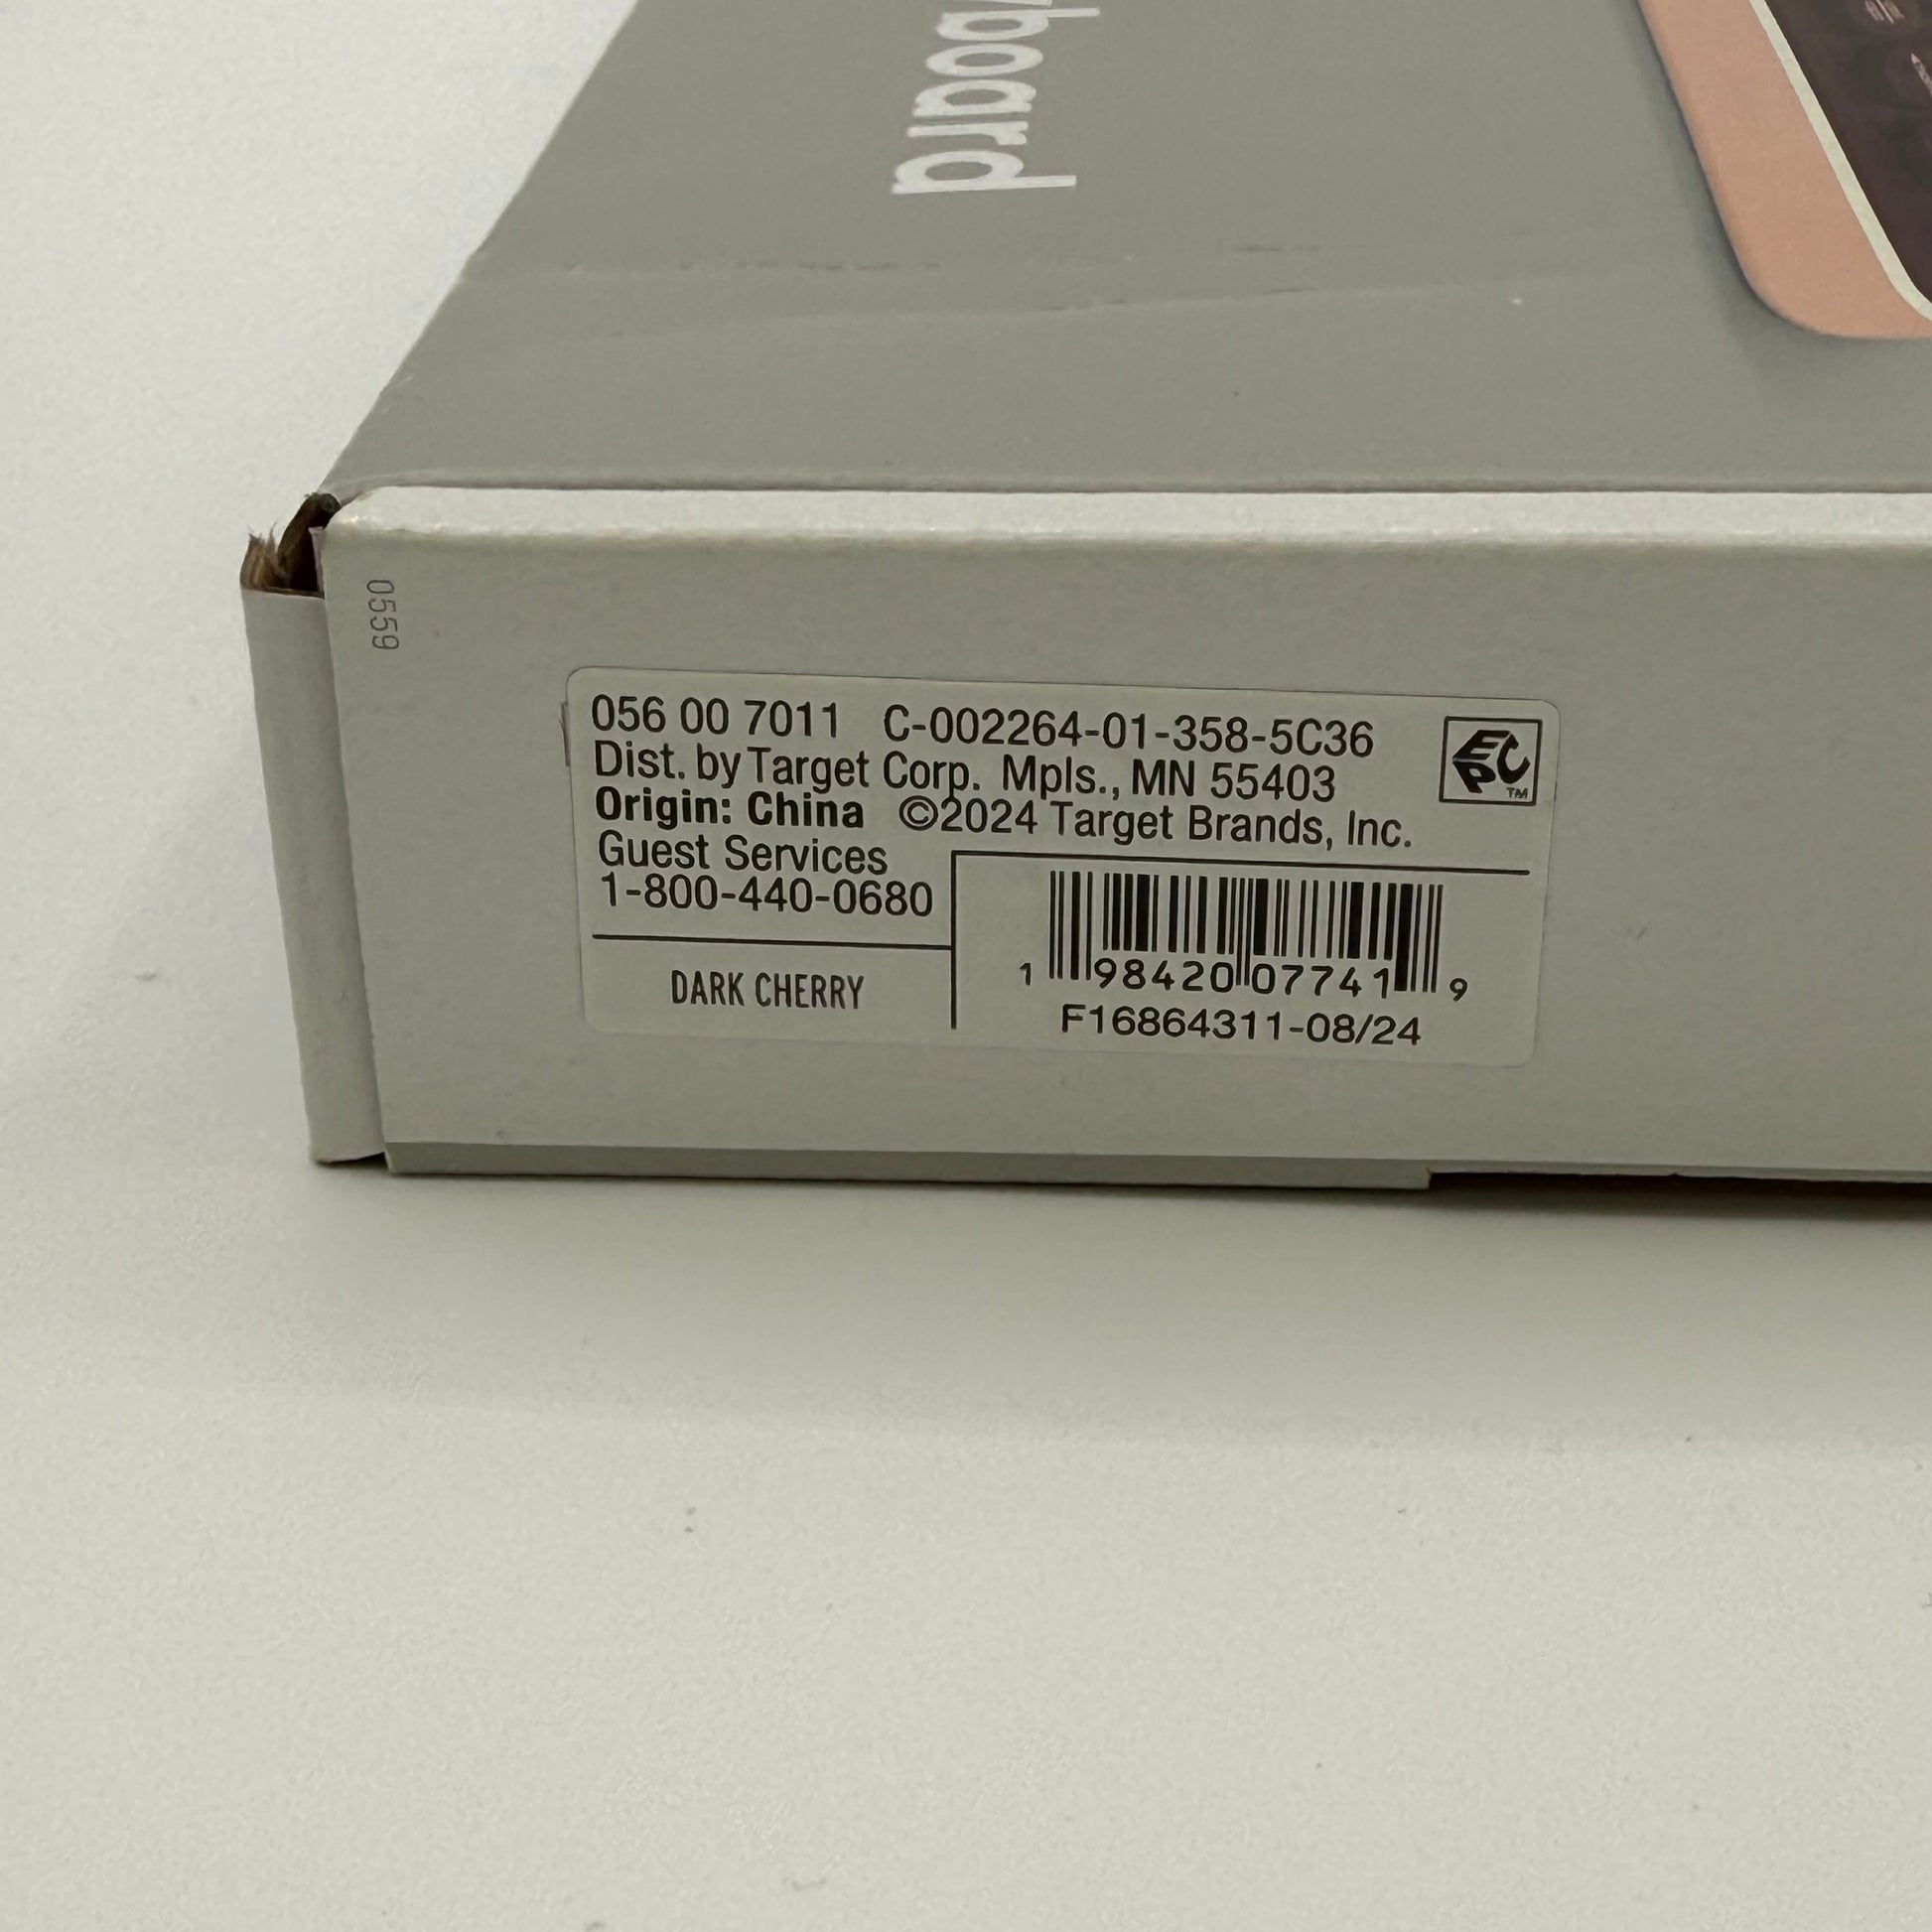 board
0559
056 00 7011 C-002264-01-358-5C36
Dist. by Target Corp. Mpls., MN 55403
Origin: China ©2024 Target Brands, Inc.
Guest Services
1-800-440-0680
DARK CHERRY
EPC™
1 98420 07741 9
F16864311-08/24